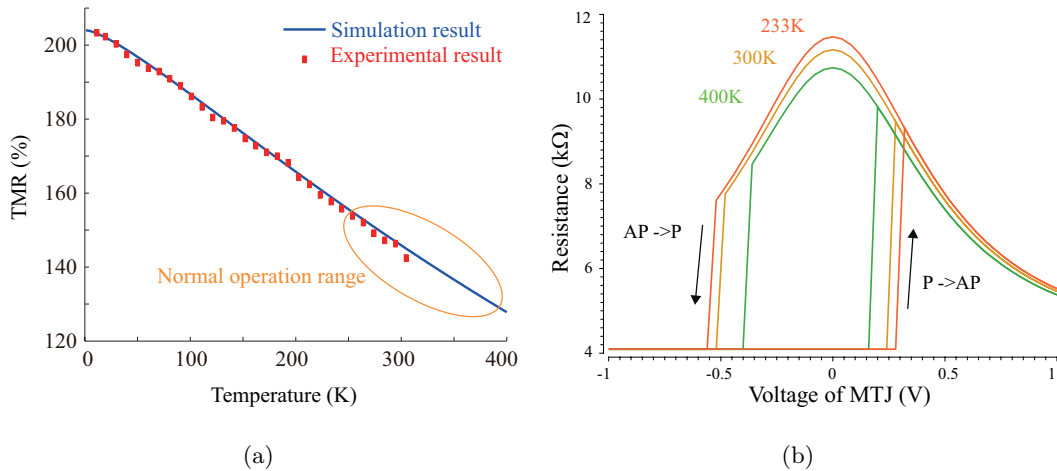 200
180
160
140
120
TMR (%)
Simulation result
Experimental result
Normal operation range
0
100
200
300
400
Temperature (K)
(a)
12
10
8
6
4
Resistance (kΩ)
233K
300K
400K
AP ->P
P ->AP
-1
-0.5
0
0.5
1
Voltage of MTJ (V)
(b)